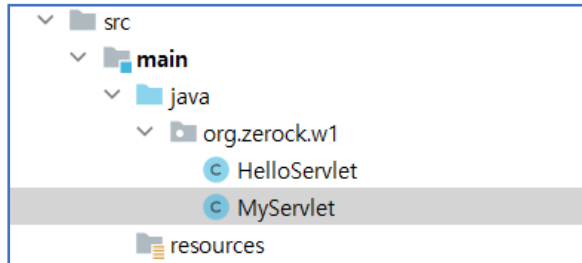 src
main
java
org.zerock.w1
C HelloServlet
C MyServlet
resources